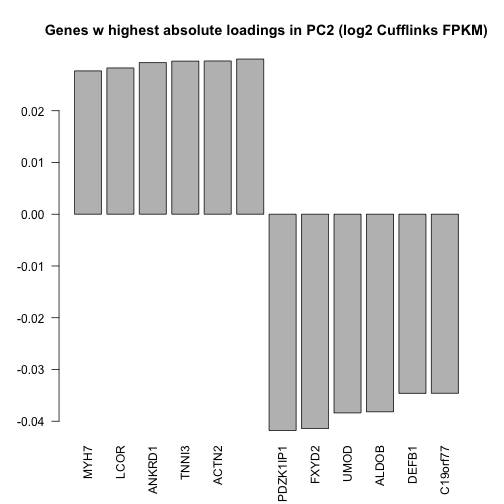 Genes w highest absolute loadings in PC2 (log2 Cufflinks FPKM)
0.02
0.01
0.00
-0.01
-0.02
-0.03
-0.04
MYH7
LCOR
ANKRD1
TNNI3
ACTN2
PDZK1IP1
FXYD2
UMOD
ALDOB
DEFB1
C19orf77